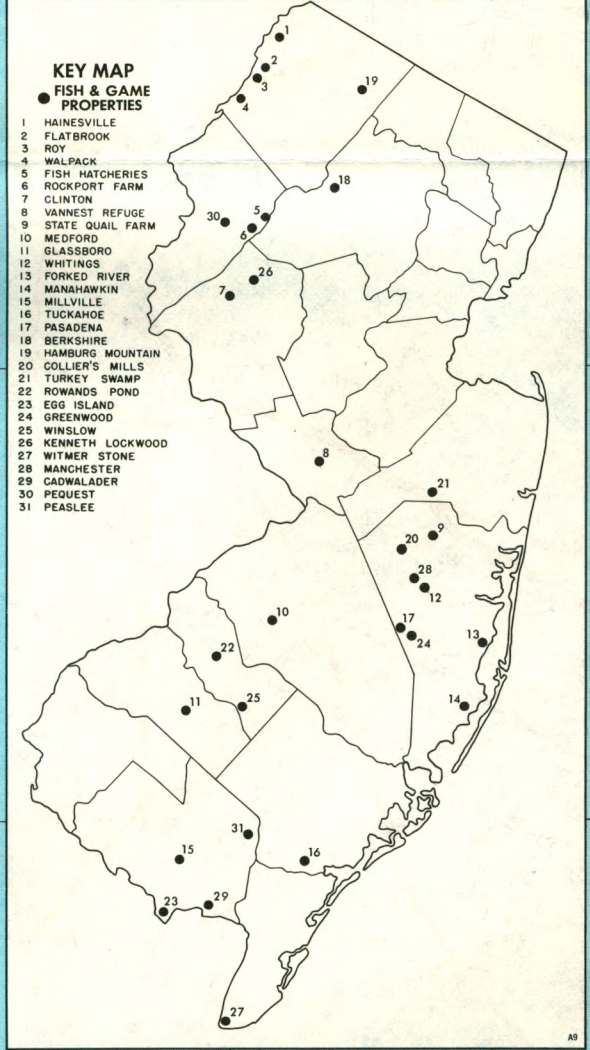 KEY MAP
● FISH & GAME
PROPERTIES
1 HAINESVILLE
2 FLATBROOK
3 ROY
4 WALPACK
5 FISH HATCHERIES
6 ROCKPORT FARM
7 CLINTON
8 VANNEST REFUGE
9 STATE QUAIL FARM
10 MEDFORD
11 GLASSBORO
12 WHITINGS
13 FORKED RIVER
14 MANAHAWKIN
15 MILLVILLE
16 TUCKAHOE
17 PASADENA
18 BERKSHIRE
19 HAMBURG MOUNTAIN
20 COLLIER'S MILLS
21 TURKEY SWAMP
22 ROWANDS POND
23 EGG ISLAND
24 GREENWOOD
25 WINSLOW
26 KENNETH LOCKWOOD
27 WITMER STONE
28 MANCHESTER
29 CADWALADER
30 PEQUEST
31 PEASLEE
1
2
3
4
19
18
5
30
6
26
7
8
21
9
20
28
12
10
17
24
13
22
25
11
14
31
15
16
29
23
27
A9